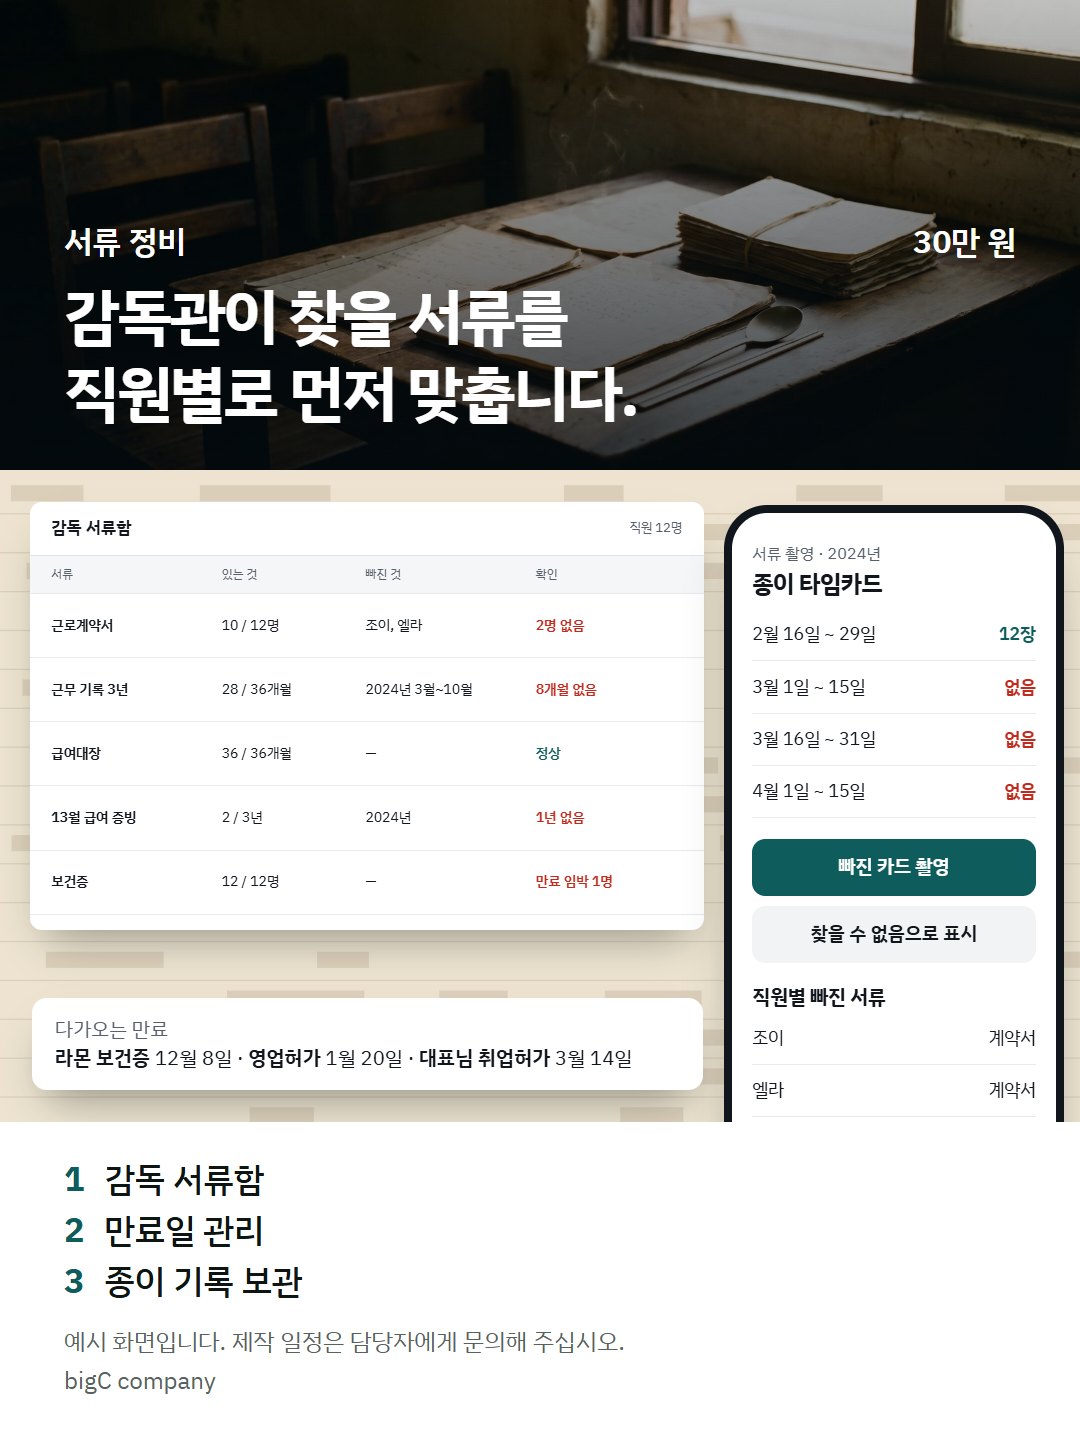 서류 정비
30만 원
감독관이 찾을 서류를
직원별로 먼저 맞춥니다.
감독 서류함
직원 12명
서류 있는 것 빠진 것 확인
근로계약서 10 / 12명 조이, 엘라 2명 없음
근무 기록 3년 28 / 36개월 2024년 3월~10월 8개월 없음
급여대장 36 / 36개월 – 정상
13월 급여 증빙 2 / 3년 2024년 1년 없음
보건증 12 / 12명 – 만료 임박 1명
다가오는 만료
라몬 보건증 12월 8일 · 영업허가 1월 20일 · 대표님 취업허가 3월 14일
서류 촬영 · 2024년
종이 타임카드
2월 16일 ~ 29일 12장
3월 1일 ~ 15일 없음
3월 16일 ~ 31일 없음
4월 1일 ~ 15일 없음
빠진 카드 촬영
찾을 수 없음으로 표시
직원별 빠진 서류
조이 계약서
엘라 계약서
1 감독 서류함
2 만료일 관리
3 종이 기록 보관
예시 화면입니다. 제작 일정은 담당자에게 문의해 주십시오.
bigC company